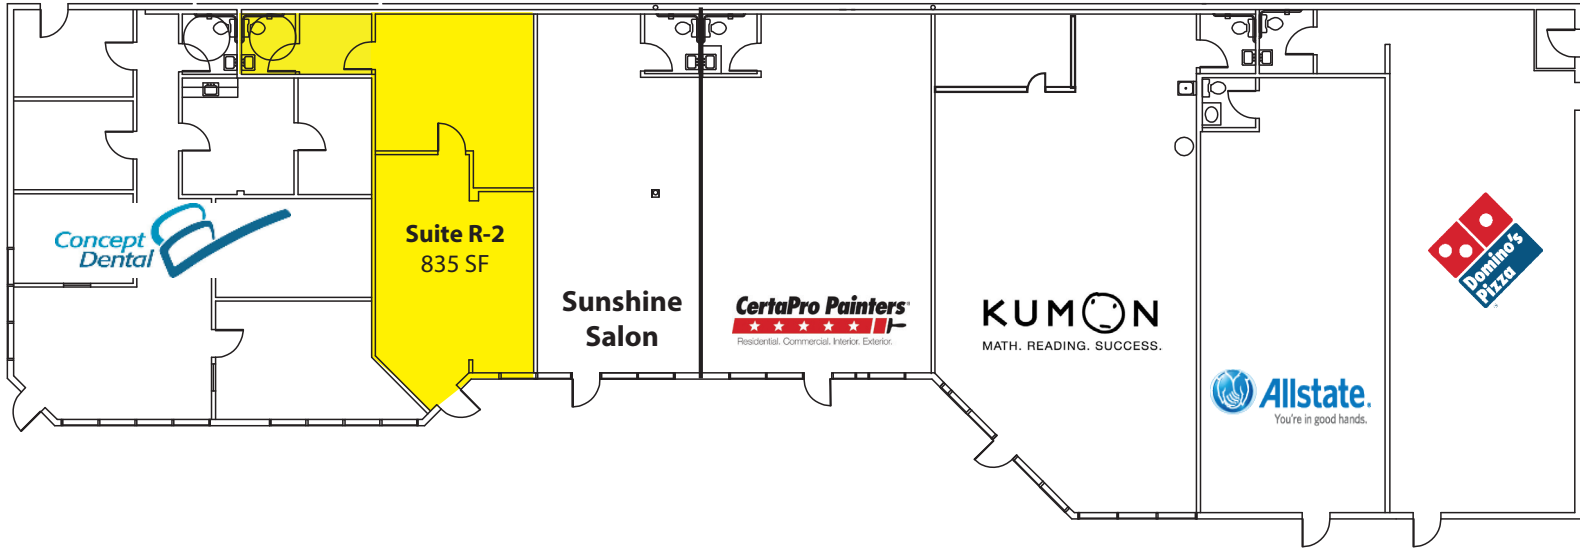 Concept
Dental
Suite R-2
835 SF
Sunshine
Salon
CertaPro Painters®
Residential. Commercial. Interior. Exterior.
KUMON
MATH. READING. SUCCESS.
Allstate.
You're in good hands.
Domino's
Pizza